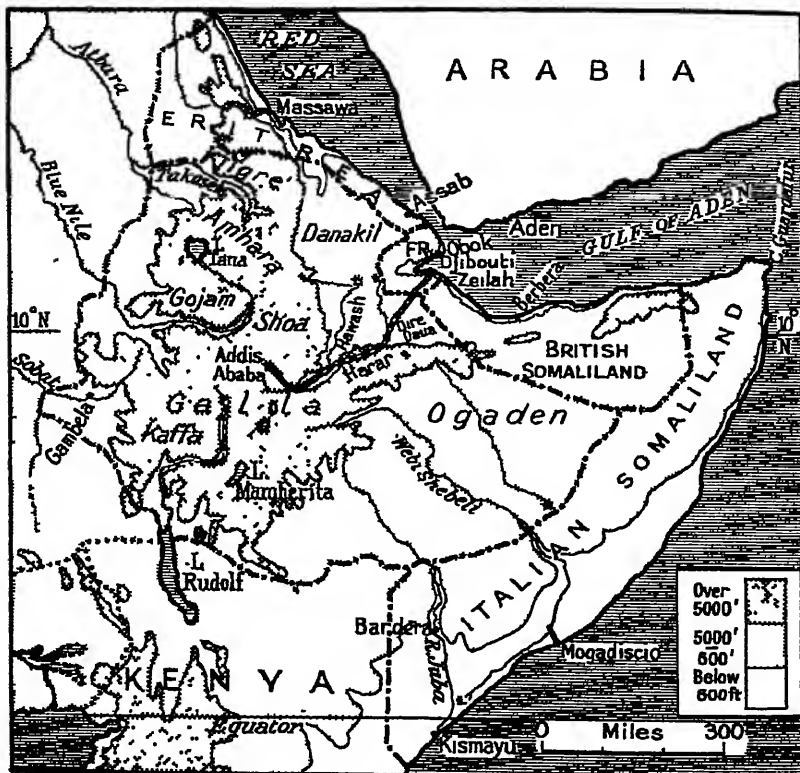 RED
SEA
ARABIA
Atbara
Massawa
ERITREA
Blue Nile
Tigre
Takaseh
Assab
Amhara
Danakil
Aden
GULF OF ADEN
C. Guardafui
FR.
Obok
L
Tana
Djibouti
Zeilah
Berbera
Gojam
Hawash
Shoa
10°N
10°
N
Dire
Daua
Addis
Ababa
Harar
BRITISH
SOMALILAND
Sobat
Galla
Ogaden
Gambela
Kaffa
ITALIAN SOMALILAND
Webi Shebeli
L.
Mamherita
L
Rudolf
Over
5000'
5000'
600'
Below
600ft
Bardera
R.Juba
Mogadiscio
KENYA
Equator
Kismayu
0 Miles 300